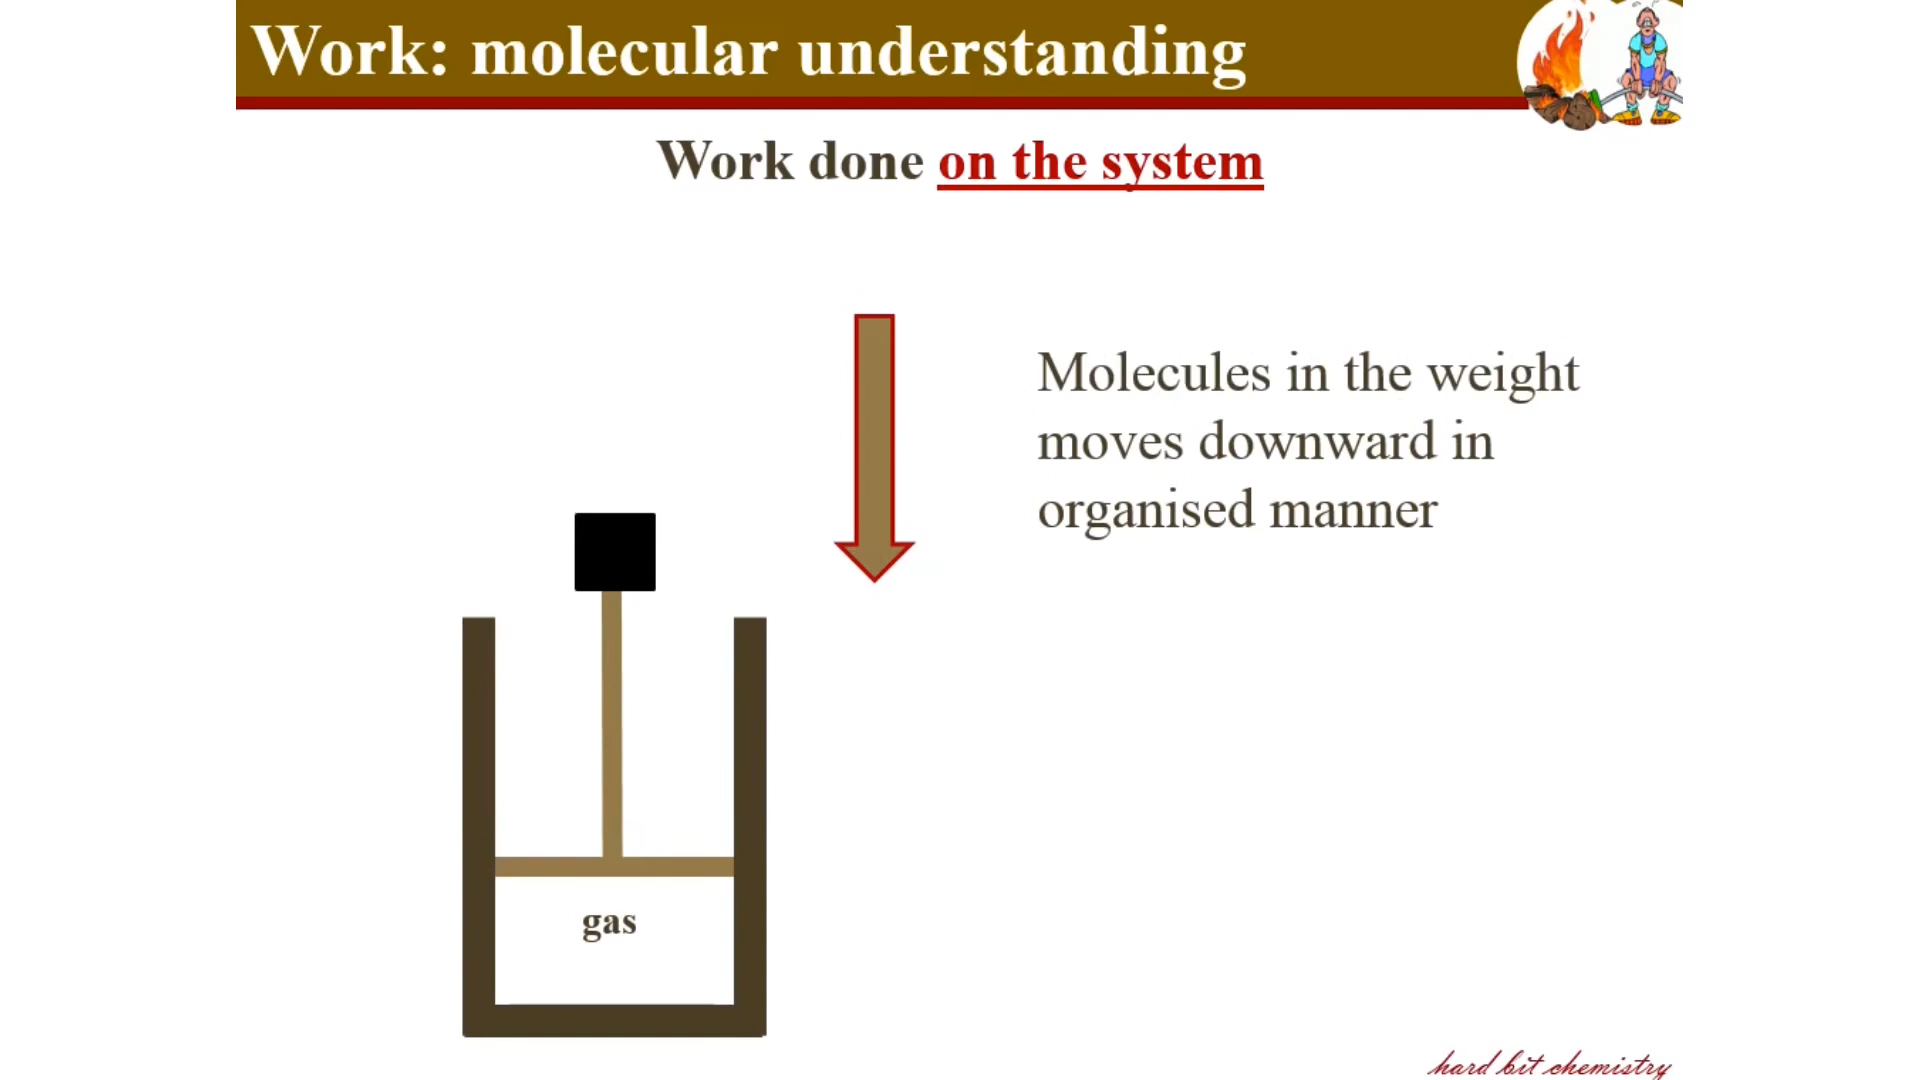 Work: molecular understanding
Work done on the system
Molecules in the weight
moves downward in
organised manner
gas
hard bit chemistry